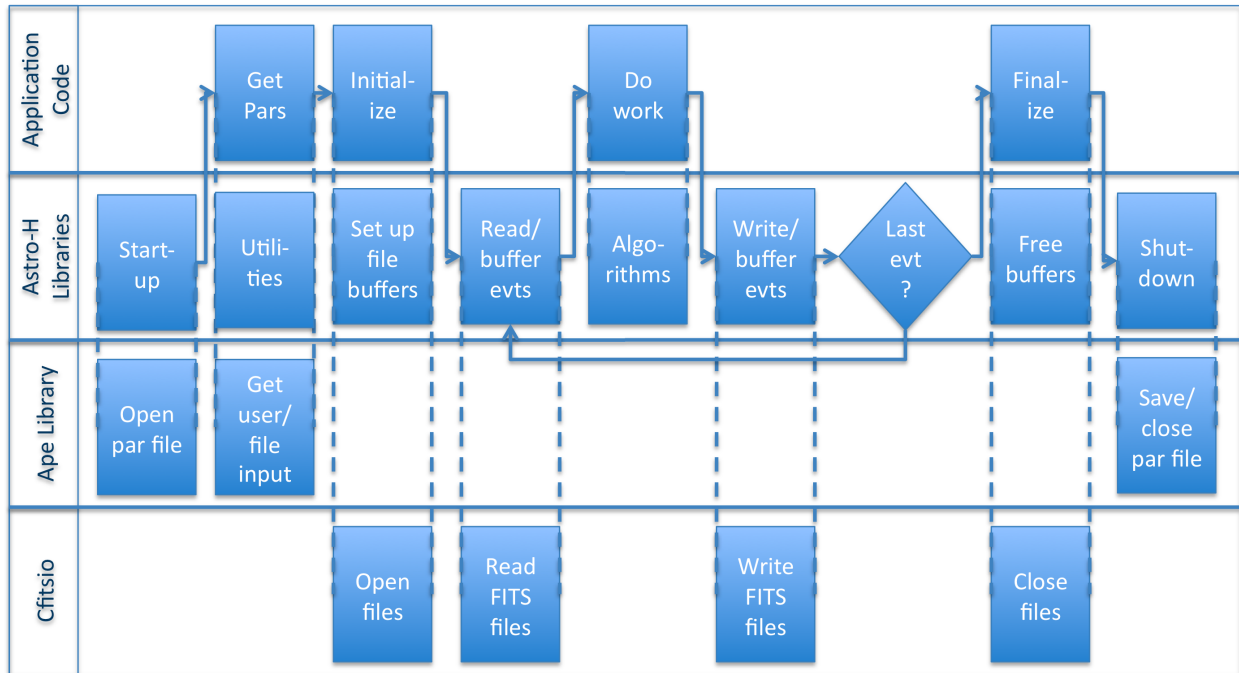 Application
Code
Get
Pars
Initial-
ize
Do
work
Final-
ize
Astro-H
Libraries
Start-
up
Utili-
ties
Set up
file
buffers
Read/
buffer
evts
Algo-
rithms
Write/
buffer
evts
Last
evt
?
Free
buffers
Shut-
down
Ape Library
Open
par file
Get
user/
file
input
Save/
close
par file
Cfitsio
Open
files
Read
FITS
files
Write
FITS
files
Close
files